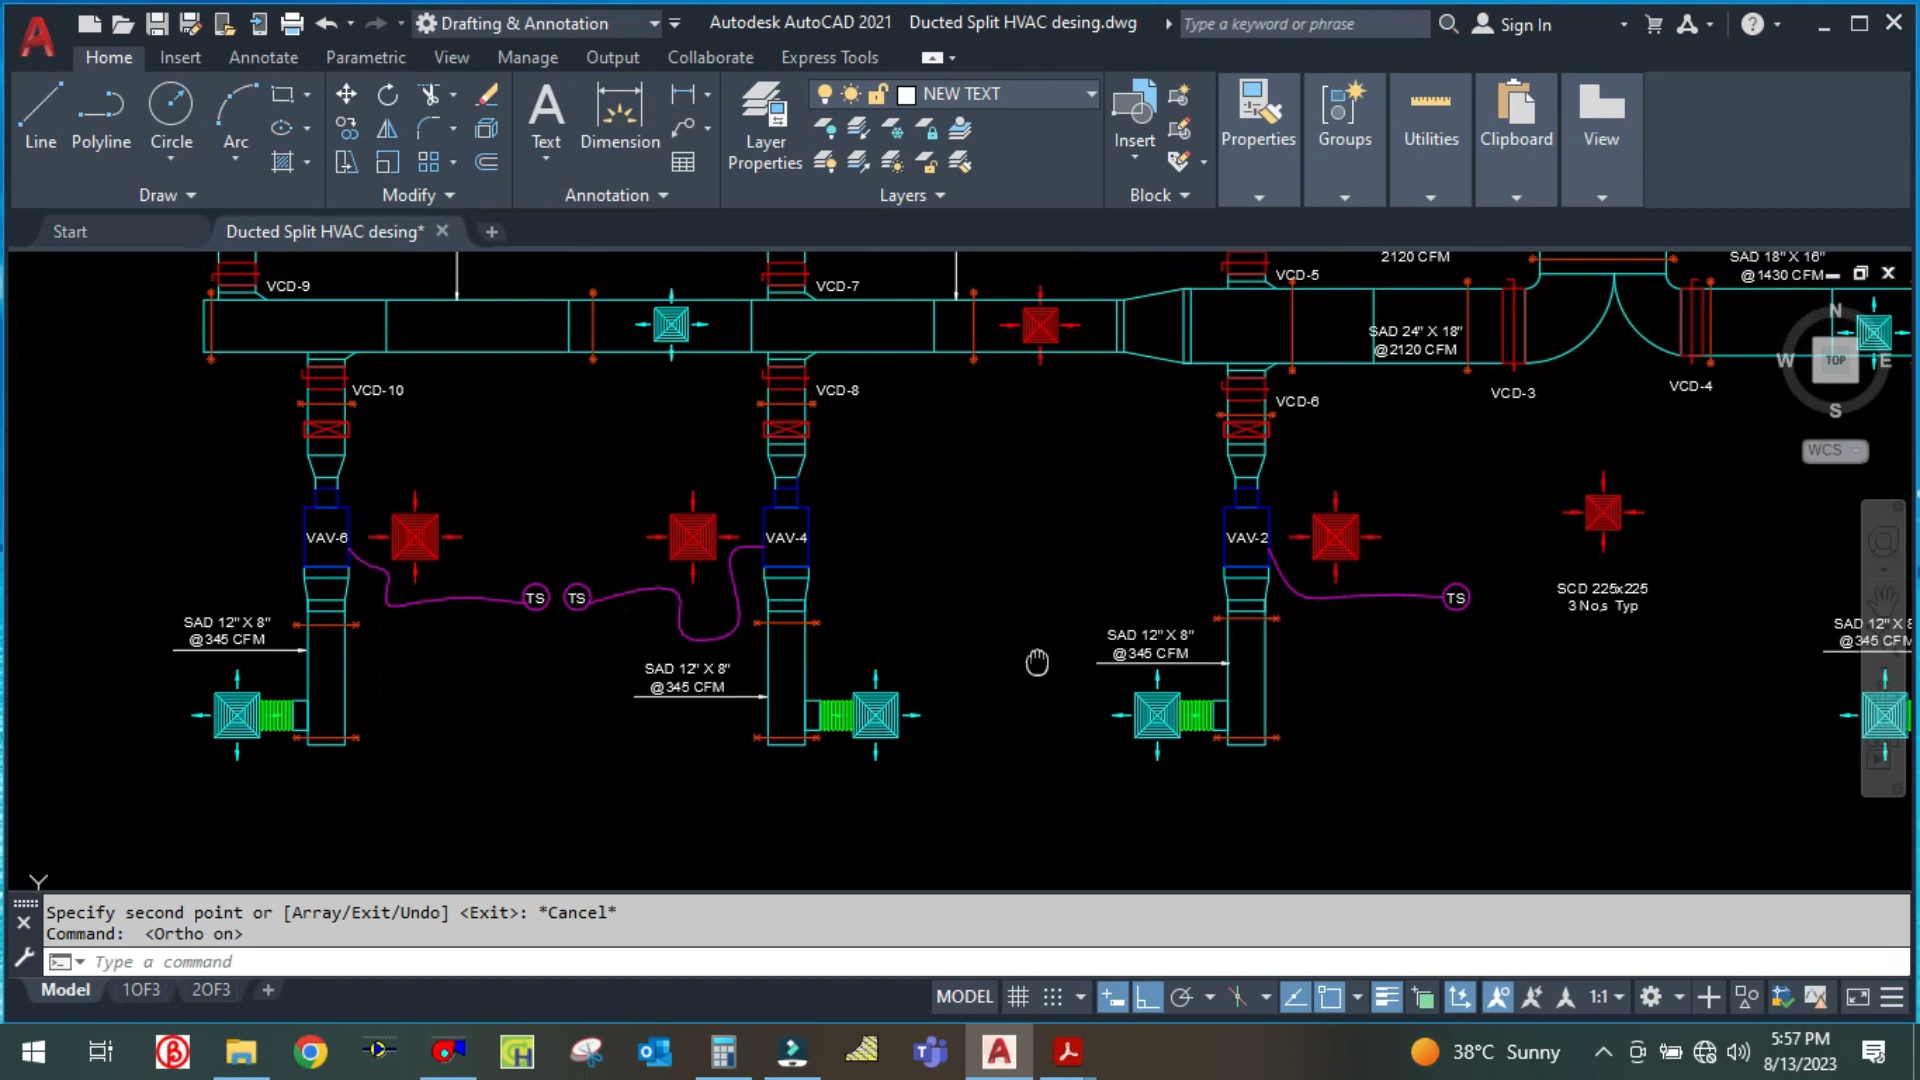 Drafting & Annotation
Autodesk AutoCAD 2021
Ducted Split HVAC desing.dwg
Type a keyword or phrase
Sign In
Home
Insert
Annotate
Parametric
View
Manage
Output
Collaborate
Express Tools
NEW TEXT
Line
Polyline
Circle
Arc
Text
Dimension
Layer
Properties
Insert
Properties
Groups
Utilities
Clipboard
View
Draw
Modify
Annotation
Layers
Block
Start
Ducted Split HVAC desing*
VCD-9
VCD-7
VCD-5
2120 CFM
SAD 18" X 16"
@1430 CFM
N
W
TOP
E
S
WCS
SAD 24" X 18"
@2120 CFM
VCD-10
VCD-8
VCD-6
VCD-3
VCD-4
VAV-6
VAV-4
VAV-2
TS
TS
TS
SCD 225x225
3 No,s Typ
SAD 12" X 8"
@345 CFM
SAD 12" X 8"
@345 CFM
SAD 12" X 8"
@345 CFM
SAD 12" X 8"
@345 CFM
Y
Specify second point or [Array/Exit/Undo] <Exit>: *Cancel*
Command:  <Ortho on>
Type a command
Model
1OF3
2OF3
MODEL
1:1
38°C Sunny
5:57 PM
8/13/2023